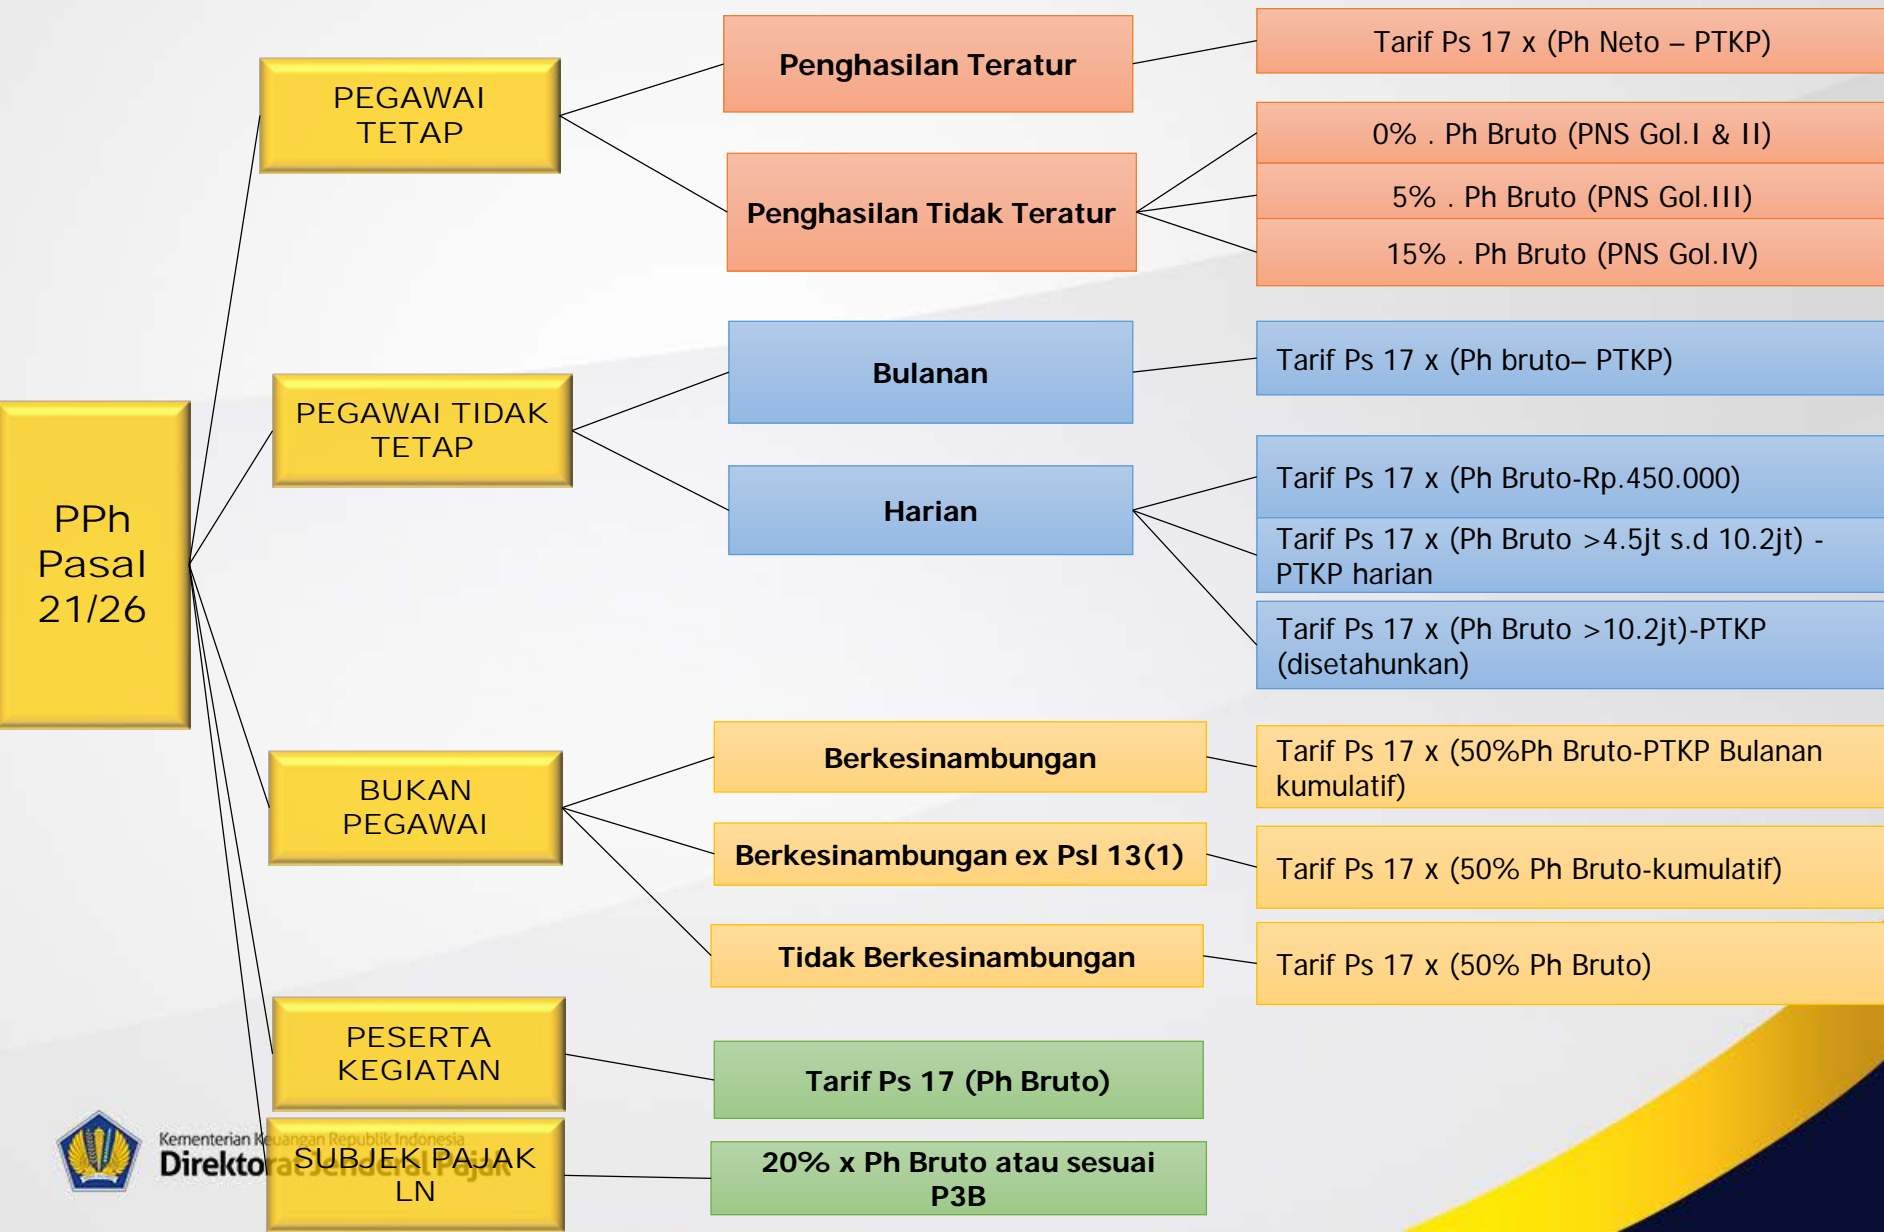 PPh
Pasal
21/26
PEGAWAI
TETAP
Penghasilan Teratur
Tarif Ps 17 x (Ph Neto – PTKP)
Penghasilan Tidak Teratur
0% . Ph Bruto (PNS Gol.I & II)
5% . Ph Bruto (PNS Gol.III)
15% . Ph Bruto (PNS Gol.IV)
PEGAWAI TIDAK
TETAP
Bulanan
Tarif Ps 17 x (Ph bruto– PTKP)
Harian
Tarif Ps 17 x (Ph Bruto-Rp.450.000)
Tarif Ps 17 x (Ph Bruto >4.5jt s.d 10.2jt) -
PTKP harian
Tarif Ps 17 x (Ph Bruto >10.2jt)-PTKP
(disetahunkan)
BUKAN
PEGAWAI
Berkesinambungan
Tarif Ps 17 x (50%Ph Bruto-PTKP Bulanan
kumulatif)
Berkesinambungan ex Psl 13(1)
Tarif Ps 17 x (50% Ph Bruto-kumulatif)
Tidak Berkesinambungan
Tarif Ps 17 x (50% Ph Bruto)
PESERTA
KEGIATAN
Tarif Ps 17 (Ph Bruto)
SUBJEK PAJAK
LN
20% x Ph Bruto atau sesuai
P3B
Kementerian Keuangan Republik Indonesia
Direktorat Jenderal Pajak